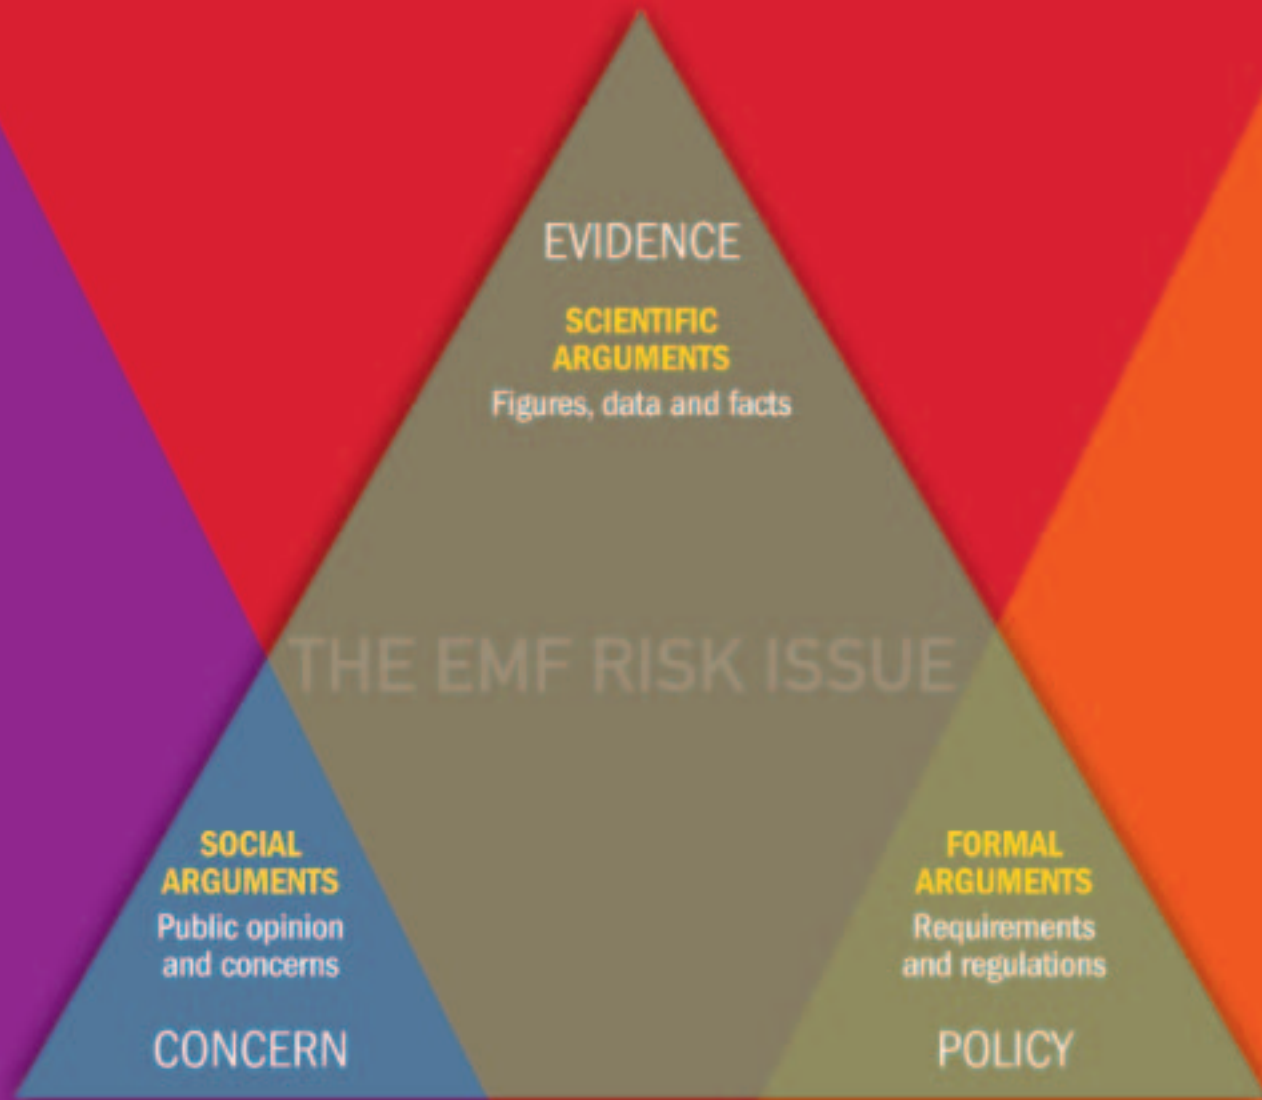 EVIDENCE
SCIENTIFIC
ARGUMENTS
Figures, data and facts
THE EMF RISK ISSUE
SOCIAL
ARGUMENTS
Public opinion
and concerns
CONCERN
FORMAL
ARGUMENTS
Requirements
and regulations
POLICY